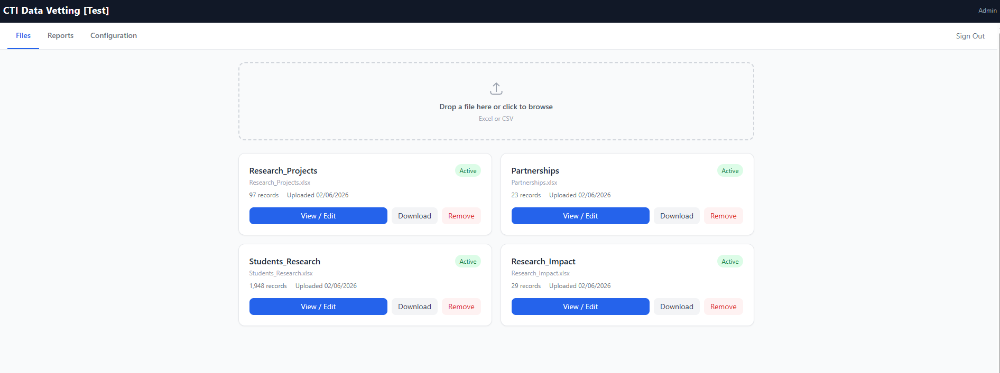 CTI Data Vetting [Test]
Admin
Files
Reports
Configuration
Sign Out
Drop a file here or click to browse
Excel or CSV
Research_Projects
Active
Research_Projects.xlsx
97 records Uploaded 02/06/2026
View / Edit
Download
Remove
Partnerships
Active
Partnerships.xlsx
23 records Uploaded 02/06/2026
View / Edit
Download
Remove
Students_Research
Active
Students_Research.xlsx
1,948 records Uploaded 02/06/2026
View / Edit
Download
Remove
Research_Impact
Active
Research_Impact.xlsx
29 records Uploaded 02/06/2026
View / Edit
Download
Remove